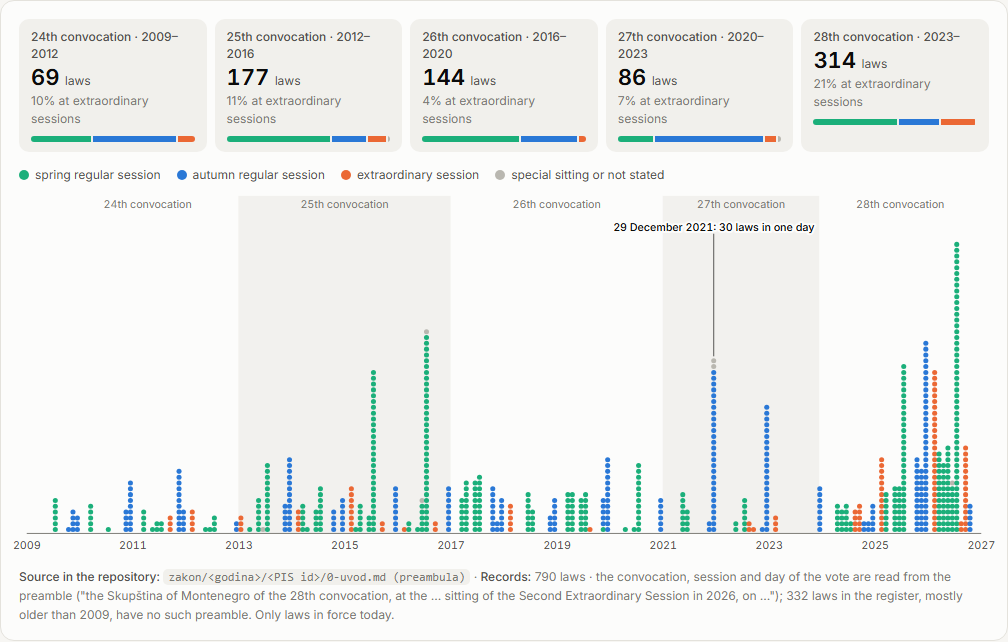 24th convocation · 2009–
2012
69 laws
10% at extraordinary
sessions
25th convocation · 2012–
2016
177 laws
11% at extraordinary
sessions
26th convocation · 2016–
2020
144 laws
4% at extraordinary
sessions
27th convocation · 2020–
2023
86 laws
7% at extraordinary
sessions
28th convocation · 2023–
314 laws
21% at extraordinary
sessions
spring regular session
autumn regular session
extraordinary session
special sitting or not stated
24th convocation
25th convocation
26th convocation
27th convocation
28th convocation
29 December 2021: 30 laws in one day
2009
2011
2013
2015
2017
2019
2021
2023
2025
2027
Source in the repository: zakon/<godina>/<PIS id>/0-uvod.md (preambula) · Records: 790 laws · the convocation, session and day of the vote are read from the
preamble ("the Skupština of Montenegro of the 28th convocation, at the ... sitting of the Second Extraordinary Session in 2026, on ..."); 332 laws in the register, mostly
older than 2009, have no such preamble. Only laws in force today.